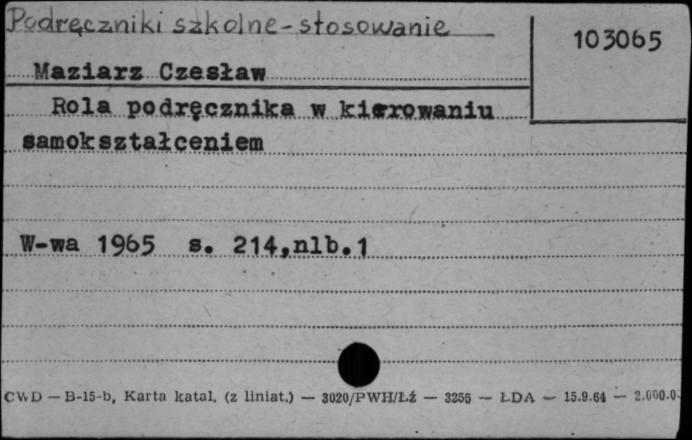 Podręczniki szkolne - stosowanie
103065
Maziarz Czesław
Rola podręcznika w kierowaniu
samokształceniem
W-wa 1965 s. 214,nlb.1
CWD — B-15-b, Karta katal. (z liniat.) — 3020/PWH/Łź — 3256 — ŁDA — 15.9.64 — 2.000.0